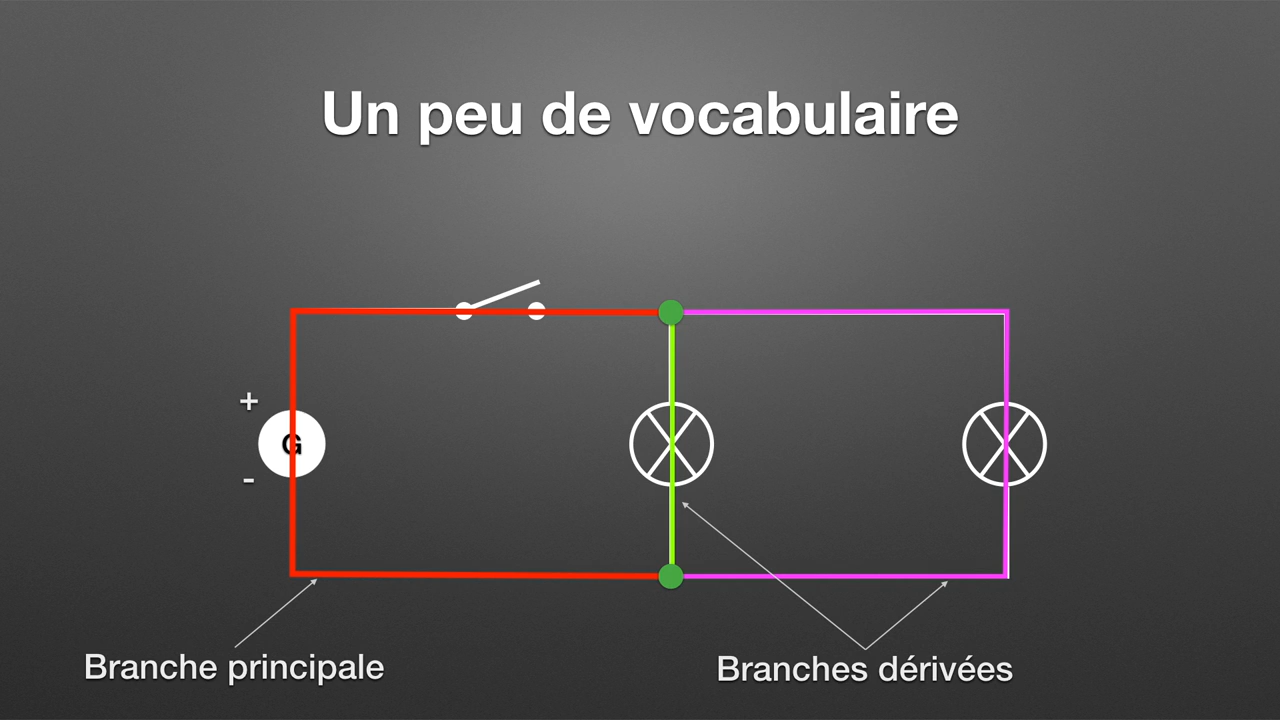 Un peu de vocabulaire
+
G
-
Branche principale
Branches dérivées